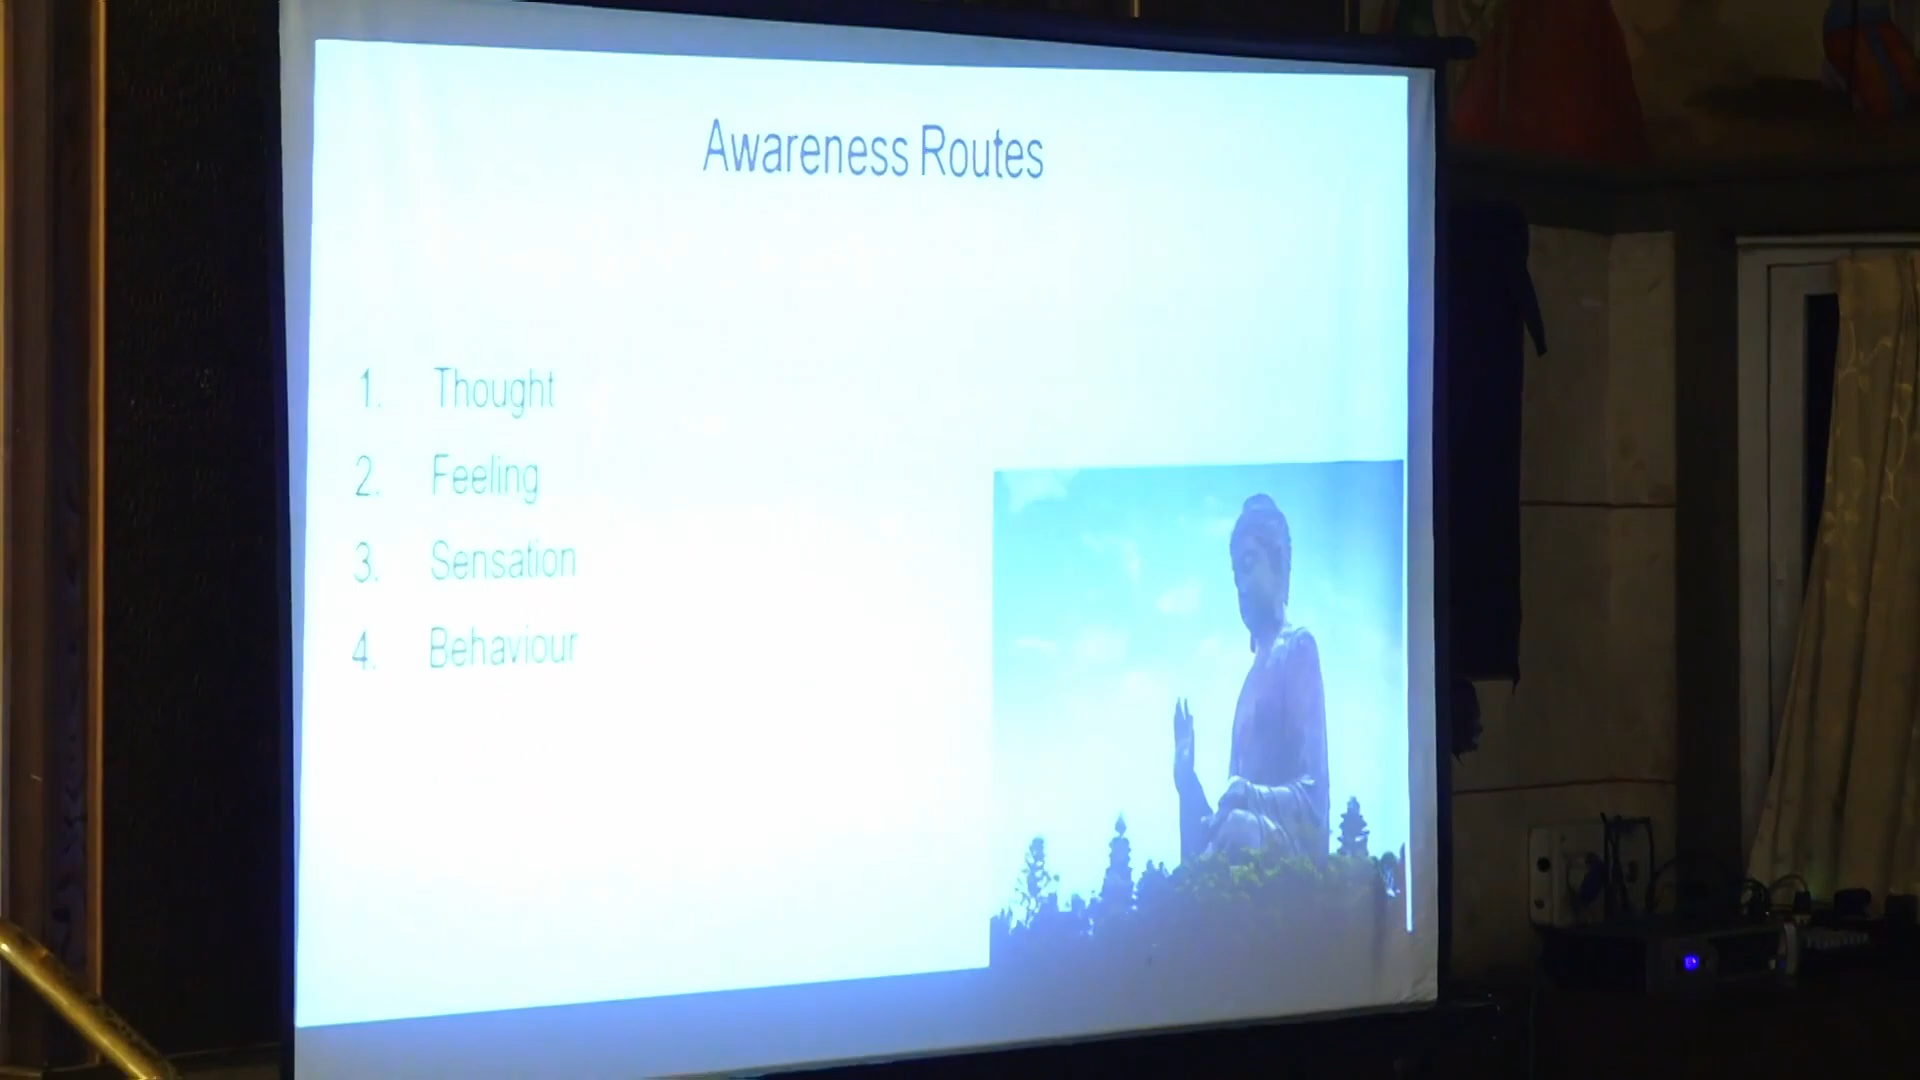 Awareness Routes
1. Thought
2. Feeling
3. Sensation
4. Behaviour